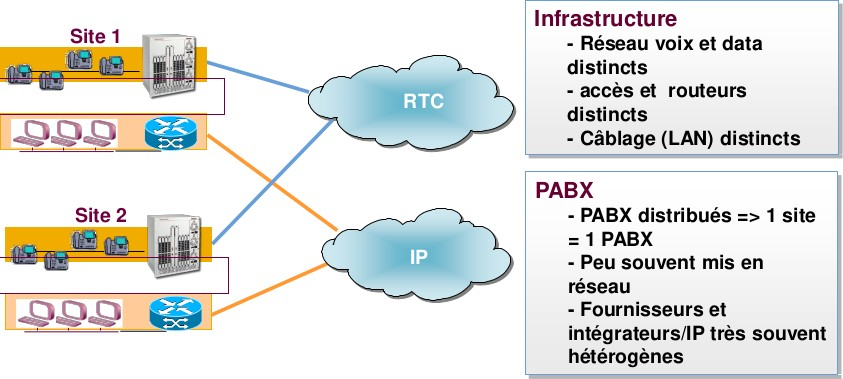 Site 1
RTC
Site 2
IP
Infrastructure
- Réseau voix et data
distincts
- accès et routeurs
distincts
- Câblage (LAN) distincts
PABX
- PABX distribués => 1 site
= 1 PABX
- Peu souvent mis en
réseau
- Fournisseurs et
intégrateurs/IP très souvent
hétérogènes